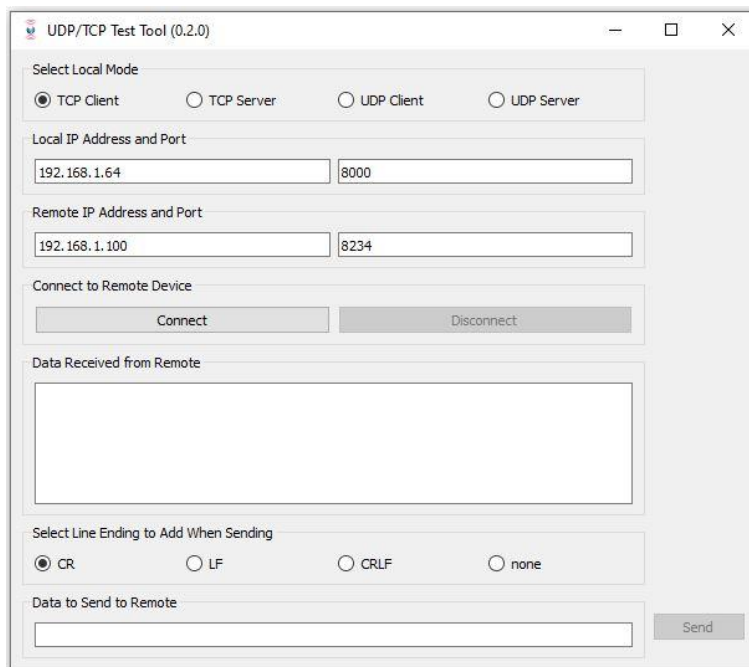 UDP/TCP Test Tool (0.2.0)
Select Local Mode
TCP Client TCP Server UDP Client UDP Server
Local IP Address and Port
192.168.1.64 8000
Remote IP Address and Port
192.168.1.100 8234
Connect to Remote Device
Connect Disconnect
Data Received from Remote
Select Line Ending to Add When Sending
CR LF CRLF none
Data to Send to Remote
Send